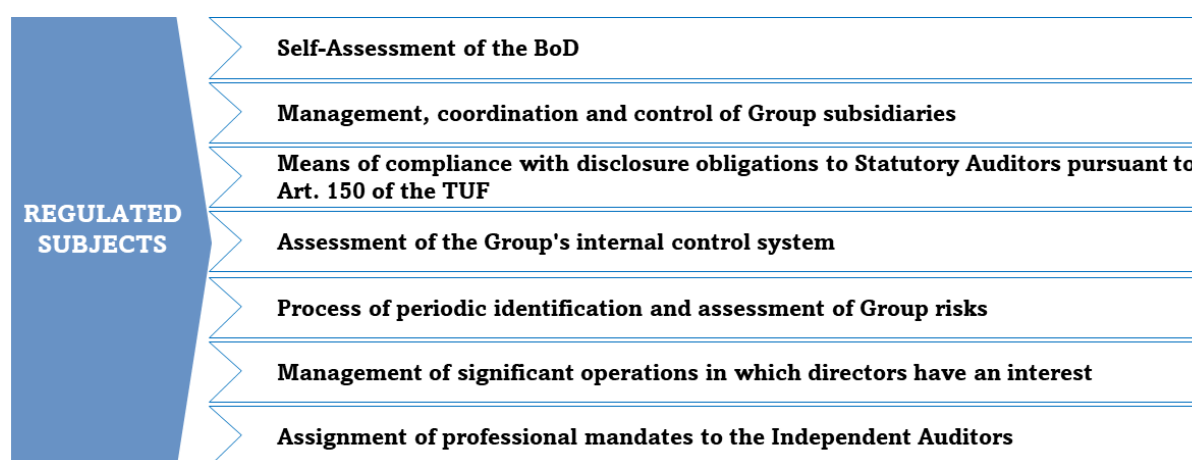 REGULATED
SUBJECTS
Self-Assessment of the BoD
Management, coordination and control of Group subsidiaries
Means of compliance with disclosure obligations to Statutory Auditors pursuant to
Art. 150 of the TUF
Assessment of the Group's internal control system
Process of periodic identification and assessment of Group risks
Management of significant operations in which directors have an interest
Assignment of professional mandates to the Independent Auditors